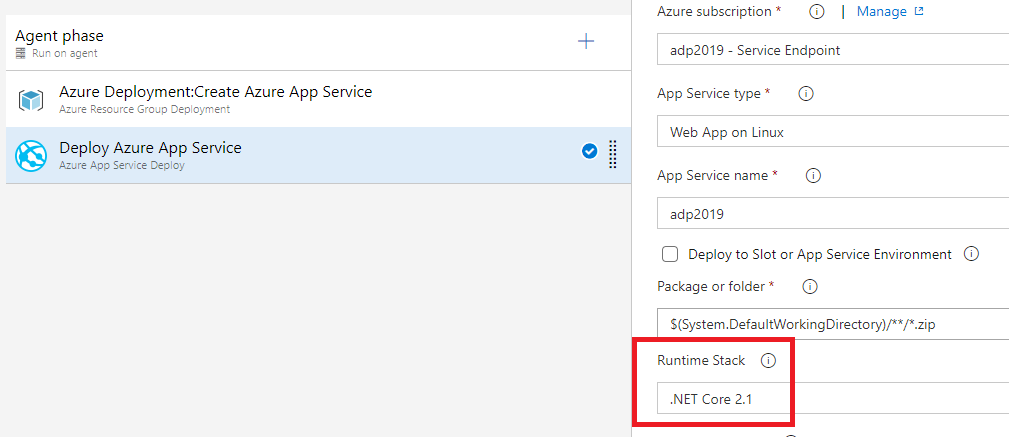 Agent phase
Run on agent
Azure Deployment:Create Azure App Service
Azure Resource Group Deployment
Deploy Azure App Service
Azure App Service Deploy
Azure subscription *
| Manage
adp2019 - Service Endpoint
App Service type *
Web App on Linux
App Service name *
adp2019
Deploy to Slot or App Service Environment
Package or folder *
$(System.DefaultWorkingDirectory)/**/*.zip
Runtime Stack
.NET Core 2.1